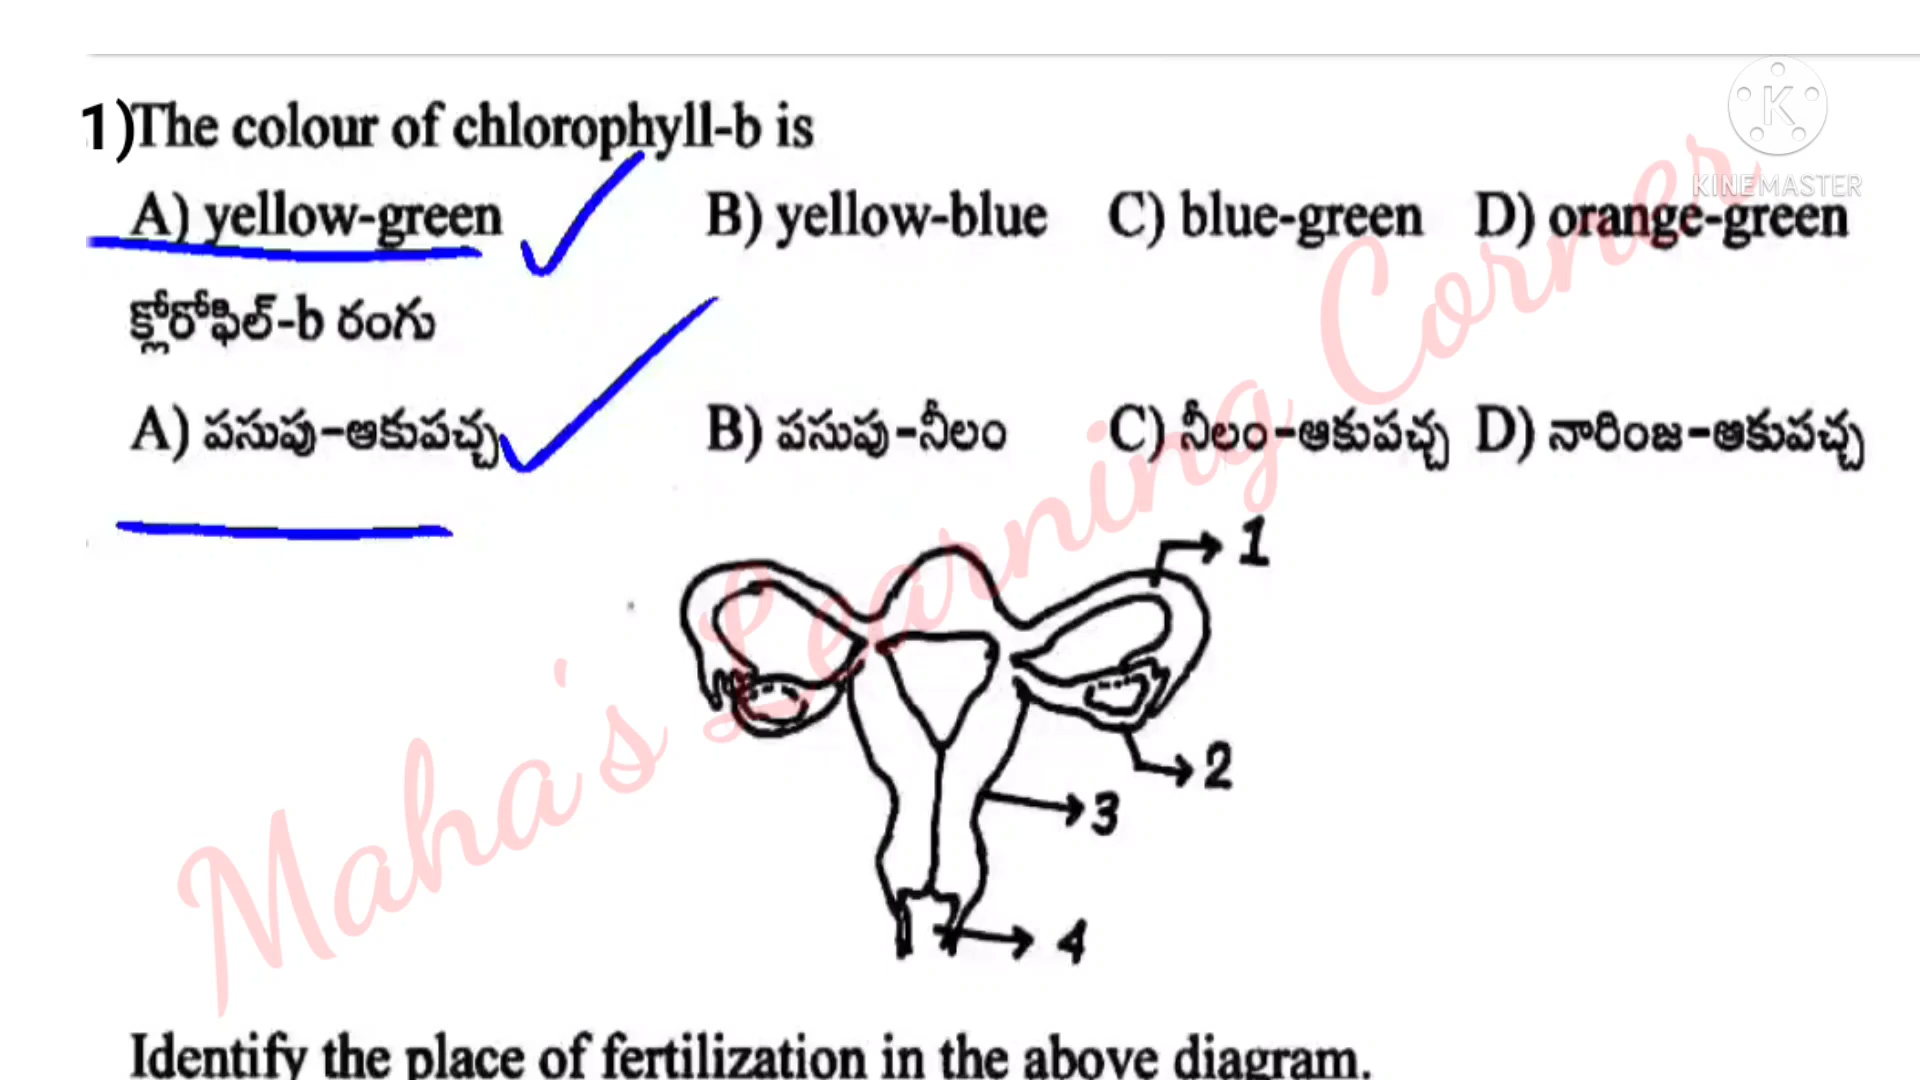 1)The colour of chlorophyll-b is
A) yellow-green B) yellow-blue C) blue-green D) orange-green
క్లోరోఫిల్-b రంగు
A) పసుపు-ఆకుపచ్చ B) పసుపు-నీలం C) నీలం-ఆకుపచ్చ D) నారింజ-ఆకుపచ్చ
1
2
3
4
Identify the place of fertilization in the above diagram.
Maha's Learning Corner
K
KINEMASTER